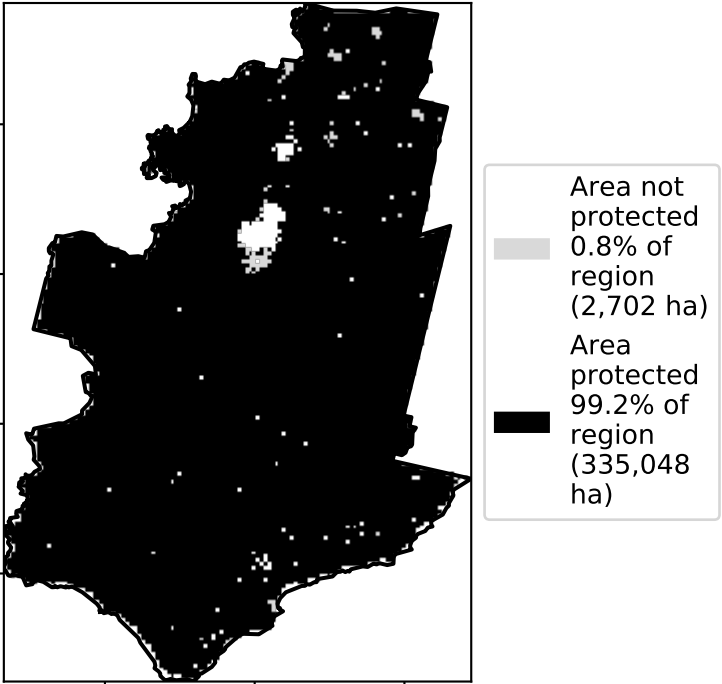 Area not
protected
0.8% of
region
(2,702 ha)
Area
protected
99.2% of
region
(335,048
ha)